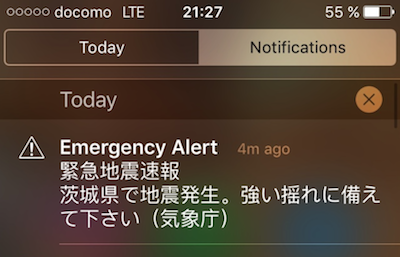 docomo LTE 21:27 55 %
Today Notifications
Today
Emergency Alert 4m ago
緊急地震速報
茨城県で地震発生。強い揺れに備え
て下さい（気象庁）